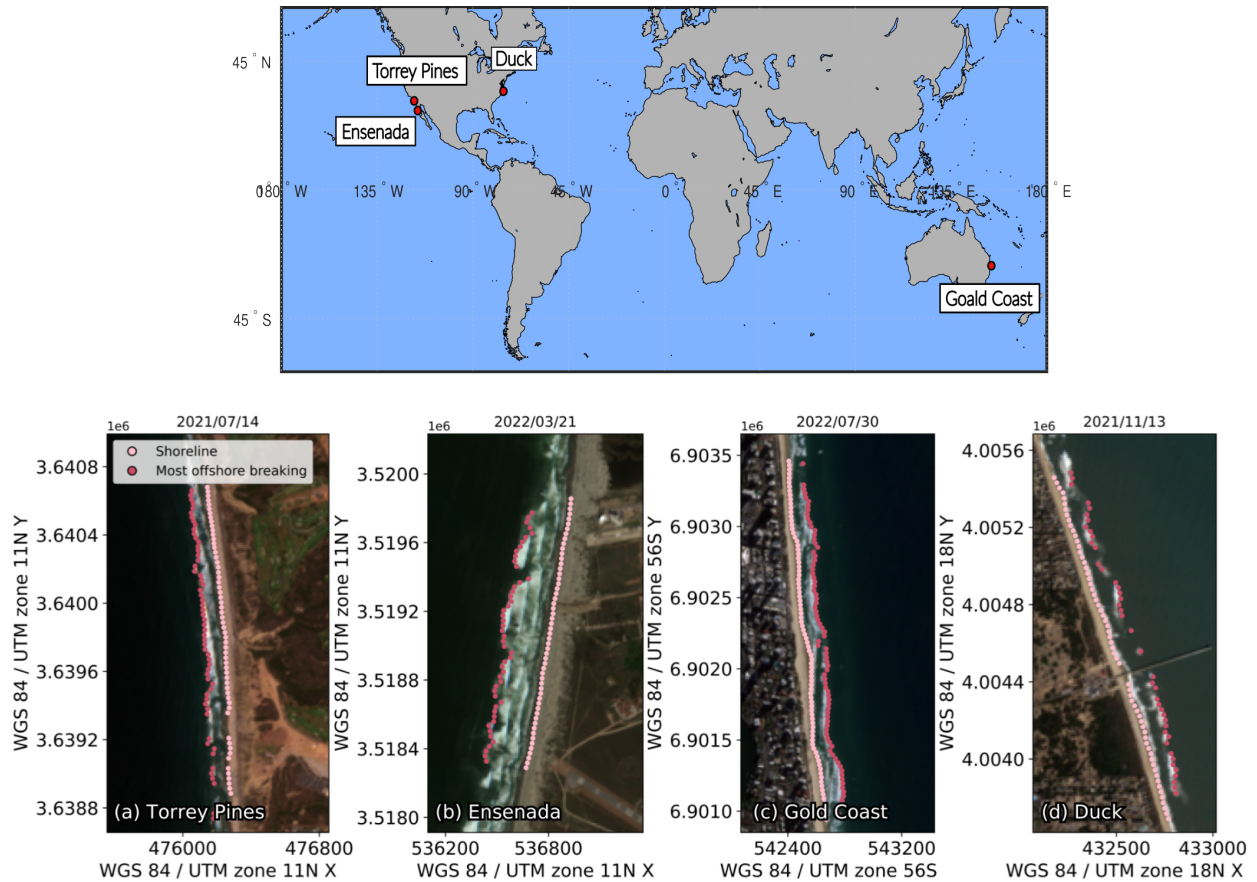 45° N
Torrey Pines
Duck
Ensenada
0°
180° W
135° W
90° W
45° W
0°
45° E
90° E
135° E
180° E
Goald Coast
45° S
1e6
2021/07/14
1e6
2022/03/21
1e6
2022/07/30
1e6
2021/11/13
Shoreline
Most offshore breaking
WGS 84 / UTM zone 11N Y
3.6408
3.6404
3.6400
3.6396
3.6392
3.6388
(a) Torrey Pines
476000
476800
WGS 84 / UTM zone 11N X
WGS 84 / UTM zone 11N Y
3.5200
3.5196
3.5192
3.5188
3.5184
3.5180
(b) Ensenada
536200
536800
WGS 84 / UTM zone 11N X
WGS 84 / UTM zone 56S Y
6.9035
6.9030
6.9025
6.9020
6.9015
6.9010
(c) Gold Coast
542400
543200
WGS 84 / UTM zone 56S
WGS 84 / UTM zone 18N Y
4.0056
4.0052
4.0048
4.0044
4.0040
(d) Duck
432500
433000
WGS 84 / UTM zone 18N X